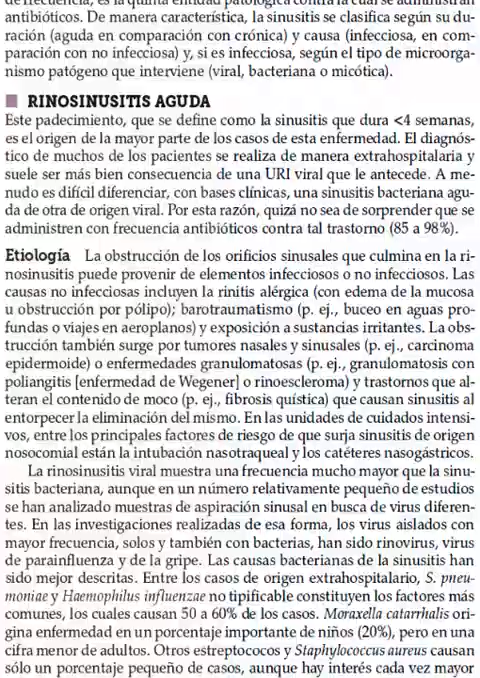 de frecuencia, es la quinta entidad patológica contra la cual se administran
antibióticos. De manera característica, la sinusitis se clasifica según su du-
ración (aguda en comparación con crónica) y causa (infecciosa, en com-
paración con no infecciosa) y, si es infecciosa, según el tipo de microorga-
nismo patógeno que interviene (viral, bacteriana o micótica).
RINOSINUSITIS AGUDA
Este padecimiento, que se define como la sinusitis que dura <4 semanas,
es el origen de la mayor parte de los casos de esta enfermedad. El diagnós-
tico de muchos de los pacientes se realiza de manera extrahospitalaria y
suele ser más bien consecuencia de una URI viral que le antecede. A me-
nudo es difícil diferenciar, con bases clínicas, una sinusitis bacteriana agu-
da de otra de origen viral. Por esta razón, quizá no sea de sorprender que se
administren con frecuencia antibióticos contra tal trastorno (85 a 98%).
Etiología La obstrucción de los orificios sinusales que culmina en la ri-
nosinusitis puede provenir de elementos infecciosos o no infecciosos. Las
causas no infecciosas incluyen la rinitis alérgica (con edema de la mucosa
u obstrucción por pólipo); barotraumatismo (p. ej., buceo en aguas pro-
fundas o viajes en aeroplanos) y exposición a sustancias irritantes. La obs-
trucción también surge por tumores nasales y sinusales (p. ej., carcinoma
epidermoide) o enfermedades granulomatosas (p. ej., granulomatosis con
poliangitis [enfermedad de Wegener] o rinoescleroma) y trastornos que al-
teran el contenido de moco (p. ej., fibrosis quística) que causan sinusitis al
entorpecer la eliminación del mismo. En las unidades de cuidados intensi-
vos, entre los principales factores de riesgo de que surja sinusitis de origen
nosocomial están la intubación nasotraqueal y los catéteres nasogástricos.
La rinosinusitis viral muestra una frecuencia mucho mayor que la sinu-
sitis bacteriana, aunque en un número relativamente pequeño de estudios
se han analizado muestras de aspiración sinusal en busca de virus diferen-
tes. En las investigaciones realizadas de esa forma, los virus aislados con
mayor frecuencia, solos y también con bacterias, han sido rinovirus, virus
de parainfluenza y de la gripe. Las causas bacterianas de la sinusitis han
sido mejor descritas. Entre los casos de origen extrahospitalario, S. pneu-
moniae y Haemophilus influenzae no tipificable constituyen los factores más
comunes, los cuales causan 50 a 60% de los casos. Moraxella catarrhalis ori-
gina enfermedad en un porcentaje importante de niños (20%), pero en una
cifra menor de adultos. Otros estreptococos y Staphylococcus aureus causan
sólo un porcentaje pequeño de casos, aunque hay interés cada vez mayor